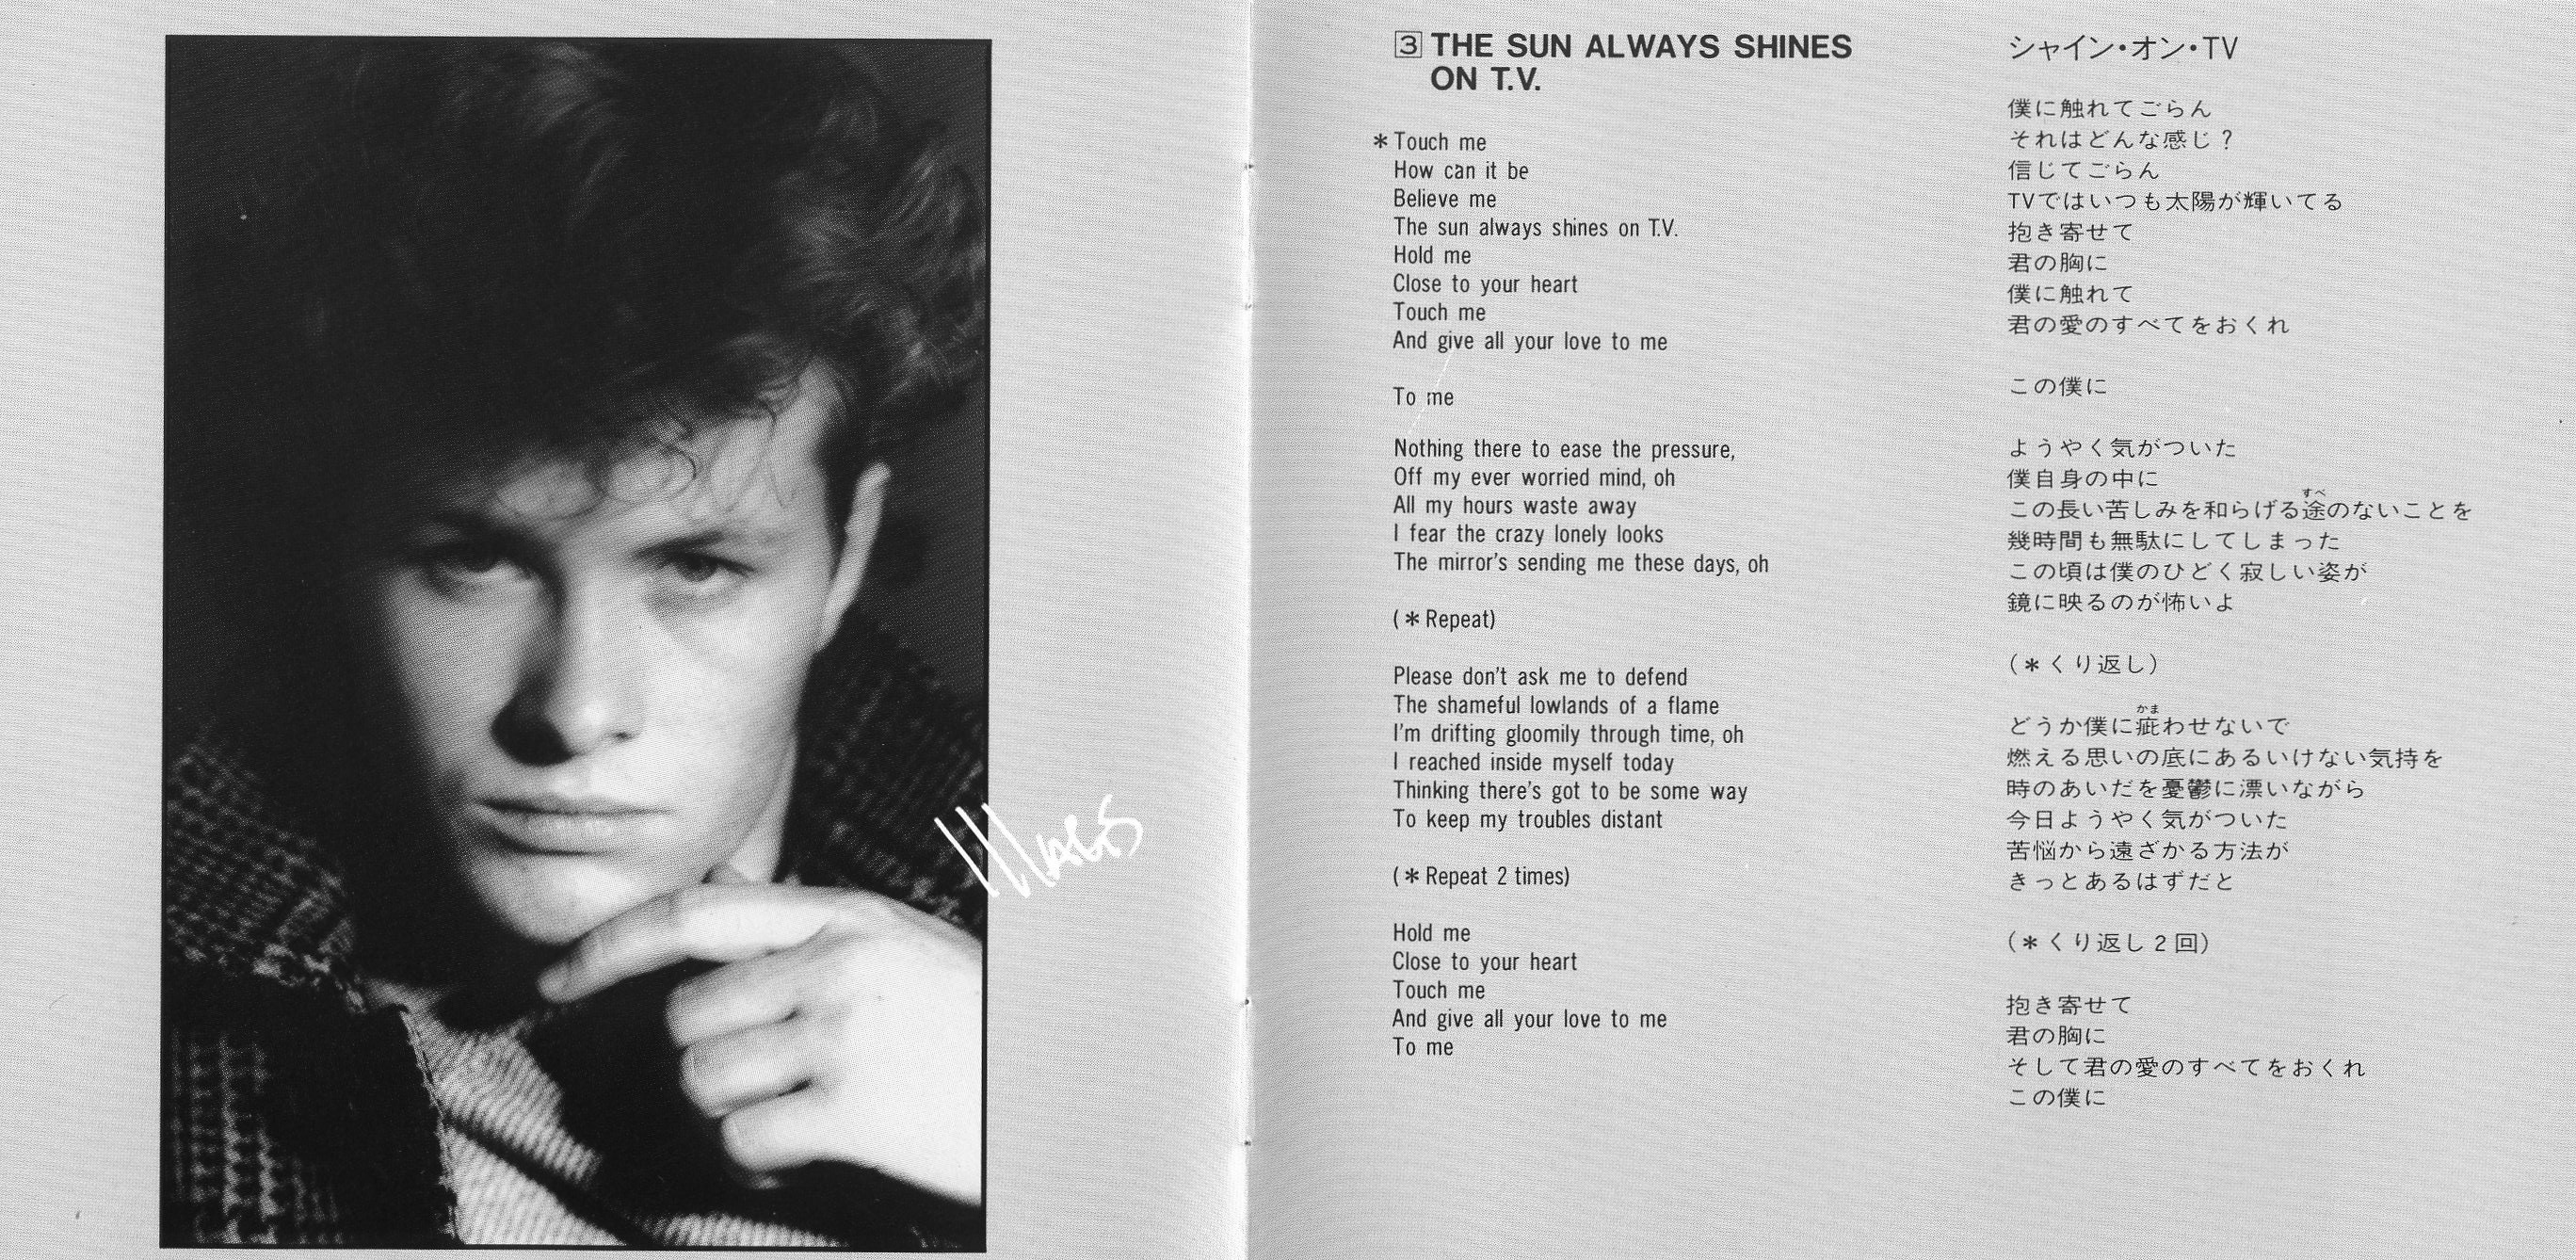 Mags
3 THE SUN ALWAYS SHINES
ON T.V.
*Touch me
How can it be
Believe me
The sun always shines on T.V.
Hold me
Close to your heart
Touch me
And give all your love to me
To me
Nothing there to ease the pressure,
Off my ever worried mind, oh
All my hours waste away
I fear the crazy lonely looks
The mirror's sending me these days, oh
(*Repeat)
Please don't ask me to defend
The shameful lowlands of a flame
I'm drifting gloomily through time, oh
I reached inside myself today
Thinking there's got to be some way
To keep my troubles distant
(*Repeat 2 times)
Hold me
Close to your heart
Touch me
And give all your love to me
To me
シャイン・オン・TV
僕に触れてごらん
それはどんな感じ？
信じてごらん
TVではいつも太陽が輝いてる
抱き寄せて
君の胸に
僕に触れて
君の愛のすべてをおくれ
この僕に
ようやく気がついた
僕自身の中に
すべ
この長い苦しみを和らげる途のないことを
幾時間も無駄にしてしまった
この頃は僕のひどく寂しい姿が
鏡に映るのが怖いよ
(*くり返し)
かま
どうか僕に疵わせないで
燃える思いの底にあるいけない気持を
時のあいだを憂鬱に漂いながら
今日ようやく気がついた
苦悩から遠ざかる方法が
きっとあるはずだと
(*くり返し2回)
抱き寄せて
君の胸に
そして君の愛のすべてをおくれ
この僕に